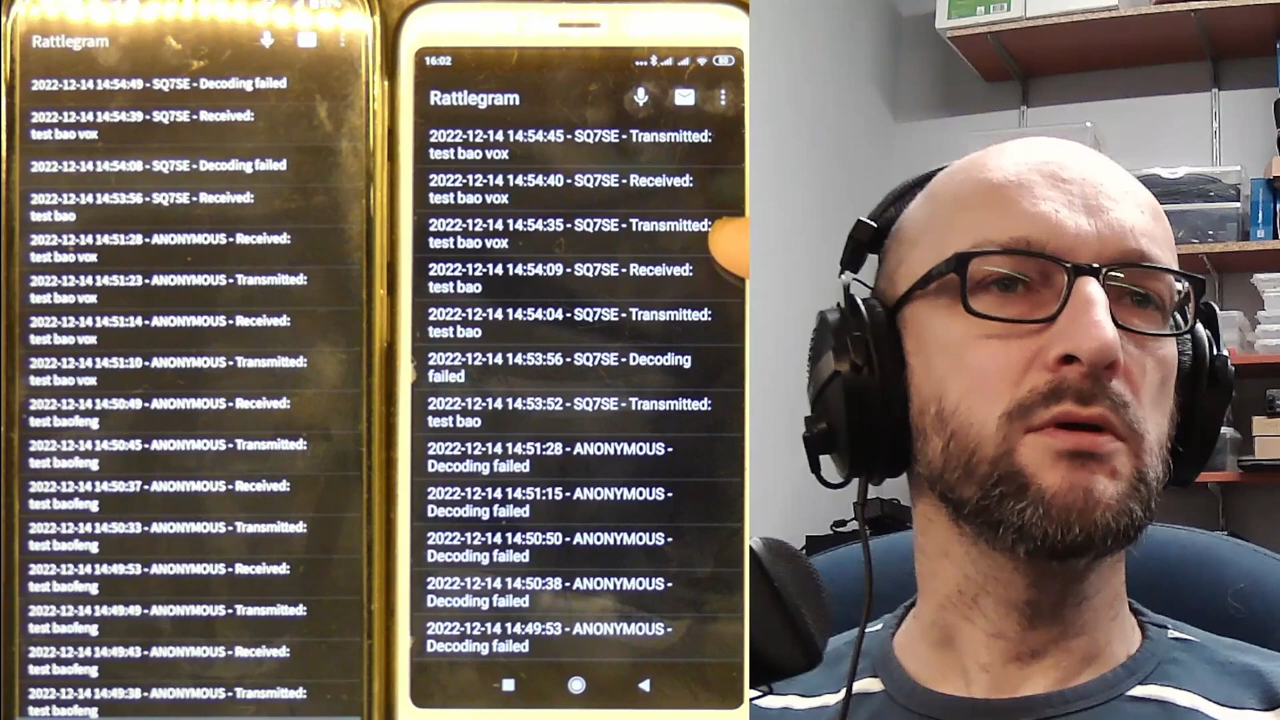 Rattlegram
2022-12-14 14:54:49 - SQ7SE - Decoding failed
2022-12-14 14:54:39 - SQ7SE - Received:
test bao vox
2022-12-14 14:54:08 - SQ7SE - Decoding failed
2022-12-14 14:53:56 - SQ7SE - Received:
test bao
2022-12-14 14:51:28 - ANONYMOUS - Received:
test bao vox
2022-12-14 14:51:23 - ANONYMOUS - Transmitted:
test bao vox
2022-12-14 14:51:14 - ANONYMOUS - Received:
test bao vox
2022-12-14 14:51:10 - ANONYMOUS - Transmitted:
test bao vox
2022-12-14 14:50:49 - ANONYMOUS - Received:
test baofeng
2022-12-14 14:50:45 - ANONYMOUS - Transmitted:
test baofeng
2022-12-14 14:50:37 - ANONYMOUS - Received:
test baofeng
2022-12-14 14:50:33 - ANONYMOUS - Transmitted:
test baofeng
2022-12-14 14:49:53 - ANONYMOUS - Received:
test baofeng
2022-12-14 14:49:49 - ANONYMOUS - Transmitted:
test baofeng
2022-12-14 14:49:43 - ANONYMOUS - Received:
test baofeng
2022-12-14 14:49:38 - ANONYMOUS - Transmitted:
test baofeng
16:02
Rattlegram
2022-12-14 14:54:45 - SQ7SE - Transmitted:
test bao vox
2022-12-14 14:54:40 - SQ7SE - Received:
test bao vox
2022-12-14 14:54:35 - SQ7SE - Transmitted:
test bao vox
2022-12-14 14:54:09 - SQ7SE - Received:
test bao
2022-12-14 14:54:04 - SQ7SE - Transmitted:
test bao
2022-12-14 14:53:56 - SQ7SE - Decoding
failed
2022-12-14 14:53:52 - SQ7SE - Transmitted:
test bao
2022-12-14 14:51:28 - ANONYMOUS -
Decoding failed
2022-12-14 14:51:15 - ANONYMOUS -
Decoding failed
2022-12-14 14:50:50 - ANONYMOUS -
Decoding failed
2022-12-14 14:50:38 - ANONYMOUS -
Decoding failed
2022-12-14 14:49:53 - ANONYMOUS -
Decoding failed